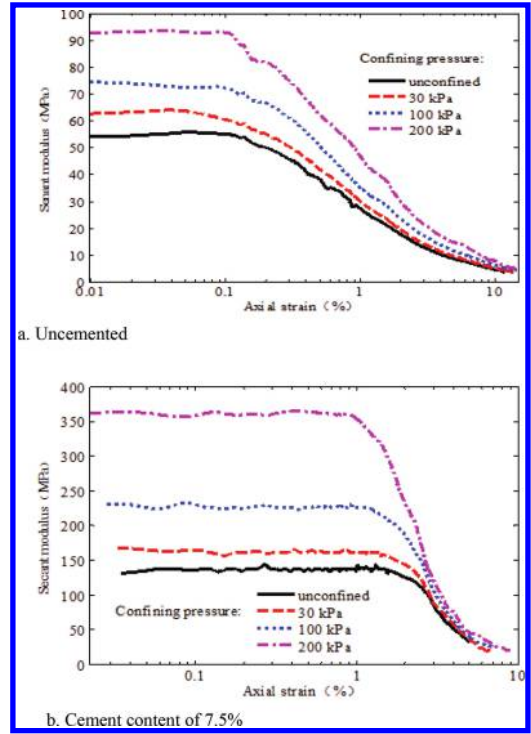 100
90
80
70
60
50
40
30
20
10
0
Secant modulus (MPa)
Confining pressure:
unconfined
30 kPa
100 kPa
200 kPa
0.01 0.1 1 10
Axial strain (%)
a. Uncemented
400
350
300
250
200
150
100
50
0
Secant modulus (MPa)
Confining pressure:
unconfined
30 kPa
100 kPa
200 kPa
0.1 1 10
Axial strain (%)
b. Cement content of 7.5%